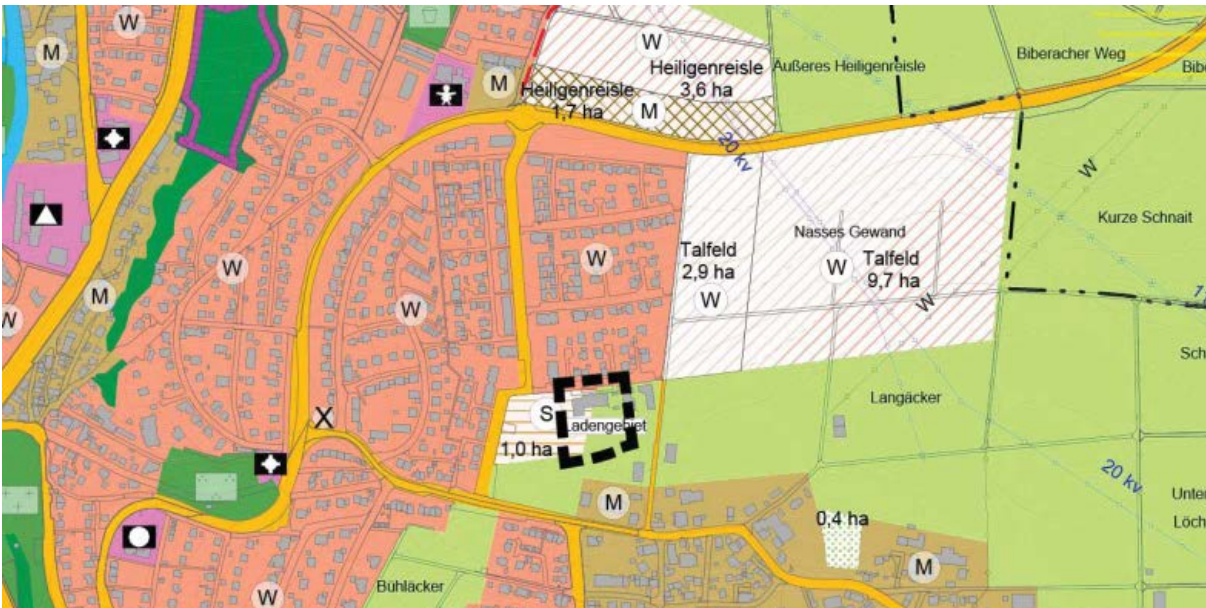 W
M
W
W
Heiligenreisle
3,6 ha
Äußeres Heiligenreisle
Biberacher Weg
M
Heiligenreisle
1,7 ha
M
20 kv
W
Kurze Schnait
Nasses Gewand
Talfeld
2,9 ha
W
Talfeld
9,7 ha
W
W
W
W
W
M
W
W
S
Ladengebiet
1,0 ha
Langäcker
X
20 kv
M
0,4 ha
M
Bühläcker
W